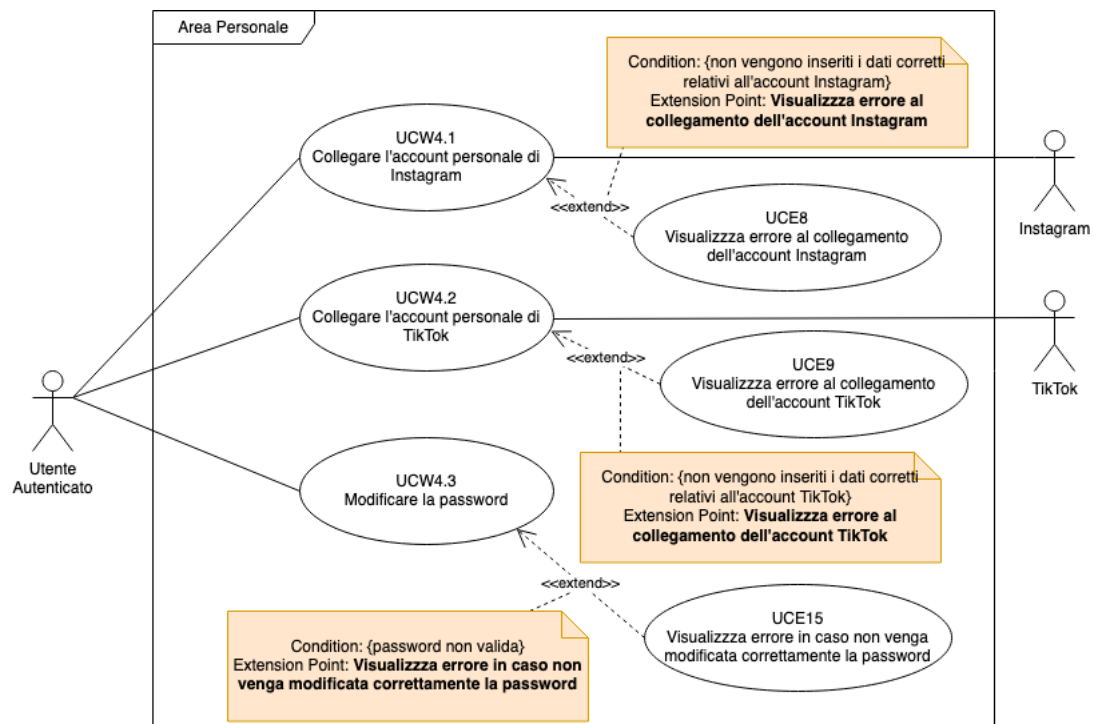 Area Personale
Condition: {non vengono inseriti i dati corretti
relativi all'account Instagram}
Extension Point: Visualizzza errore al
collegamento dell'account Instagram
UCW4.1
Collegare l'account personale di
Instagram
<<extend>>
UCE8
Visualizzza errore al collegamento
dell'account Instagram
Instagram
UCW4.2
Collegare l'account personale di
TikTok
<<extend>>
UCE9
Visualizzza errore al collegamento
dell'account TikTok
TikTok
Utente
Autenticato
UCW4.3
Modificare la password
Condition: {non vengono inseriti i dati corretti
relativi all'account TikTok}
Extension Point: Visualizzza errore al
collegamento dell'account TikTok
<<extend>>
UCE15
Visualizzza errore in caso non venga
modificata correttamente la password
Condition: {password non valida}
Extension Point: Visualizzza errore in caso non
venga modificata correttamente la password